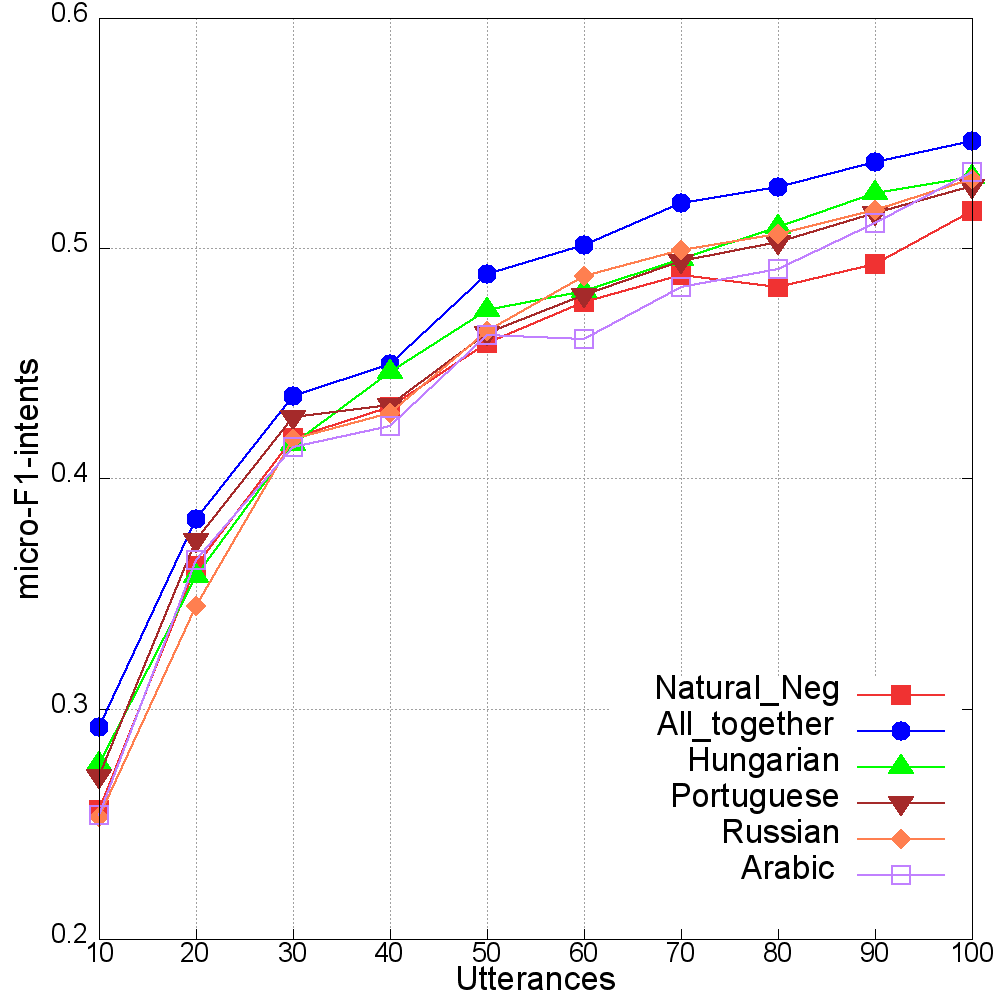 0.6
0.5
0.4
0.3
0.2
micro-F1-intents
Natural_Neg
All_together
Hungarian
Portuguese
Russian
Arabic
10 20 30 40 50 60 70 80 90 100
Utterances